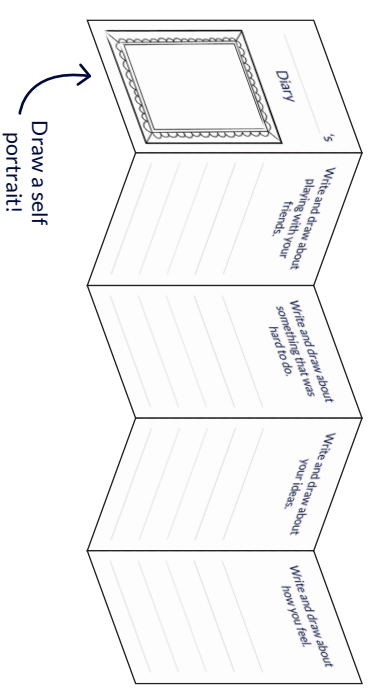 's
Diary
Draw a self
portrait!
Write and draw about
playing with your
friends.
Write and draw about
something that was
hard to do.
Write and draw about
your ideas.
Write and draw about
how you feel.